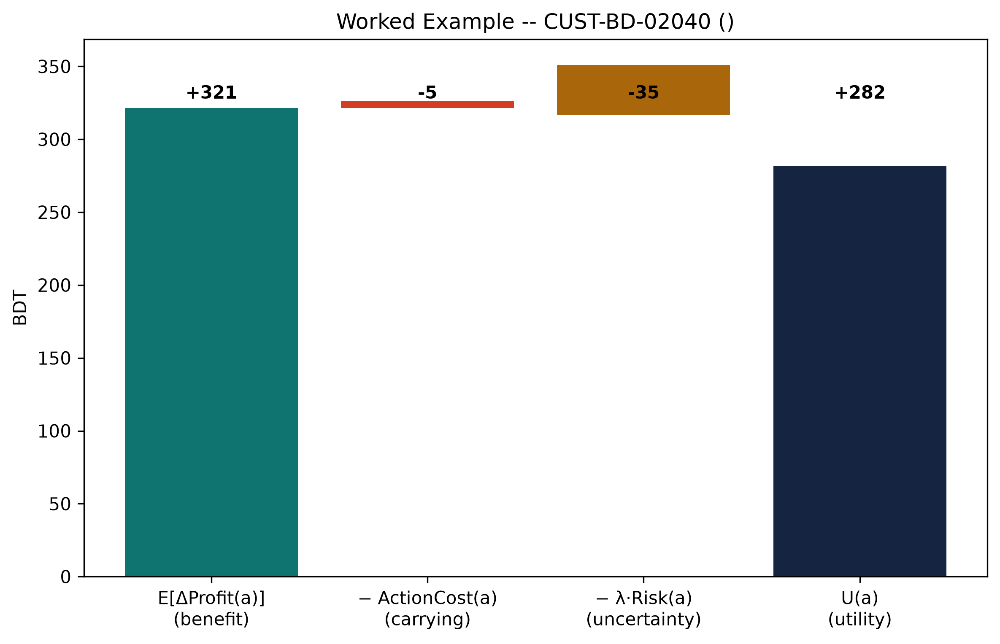 Worked Example -- CUST-BD-02040 ()
350
300
250
200
150
100
50
0
BDT
+321
-5
-35
+282
E[ΔProfit(a)]
(benefit)
− ActionCost(a)
(carrying)
− λ·Risk(a)
(uncertainty)
U(a)
(utility)